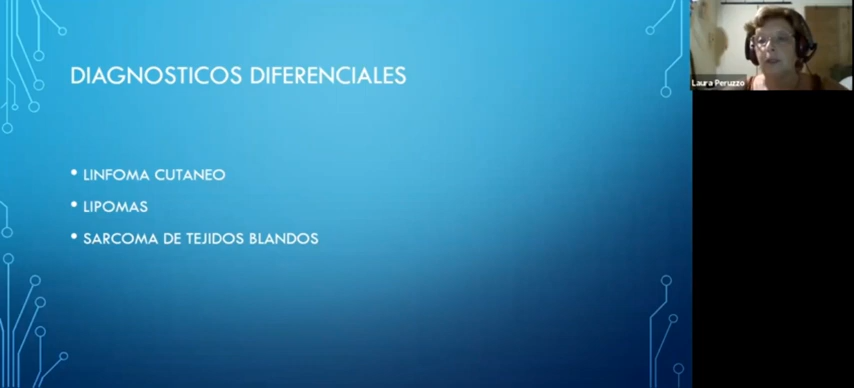 DIAGNOSTICOS DIFERENCIALES
• LINFOMA CUTANEO
• LIPOMAS
• SARCOMA DE TEJIDOS BLANDOS
Laura Peruzzo